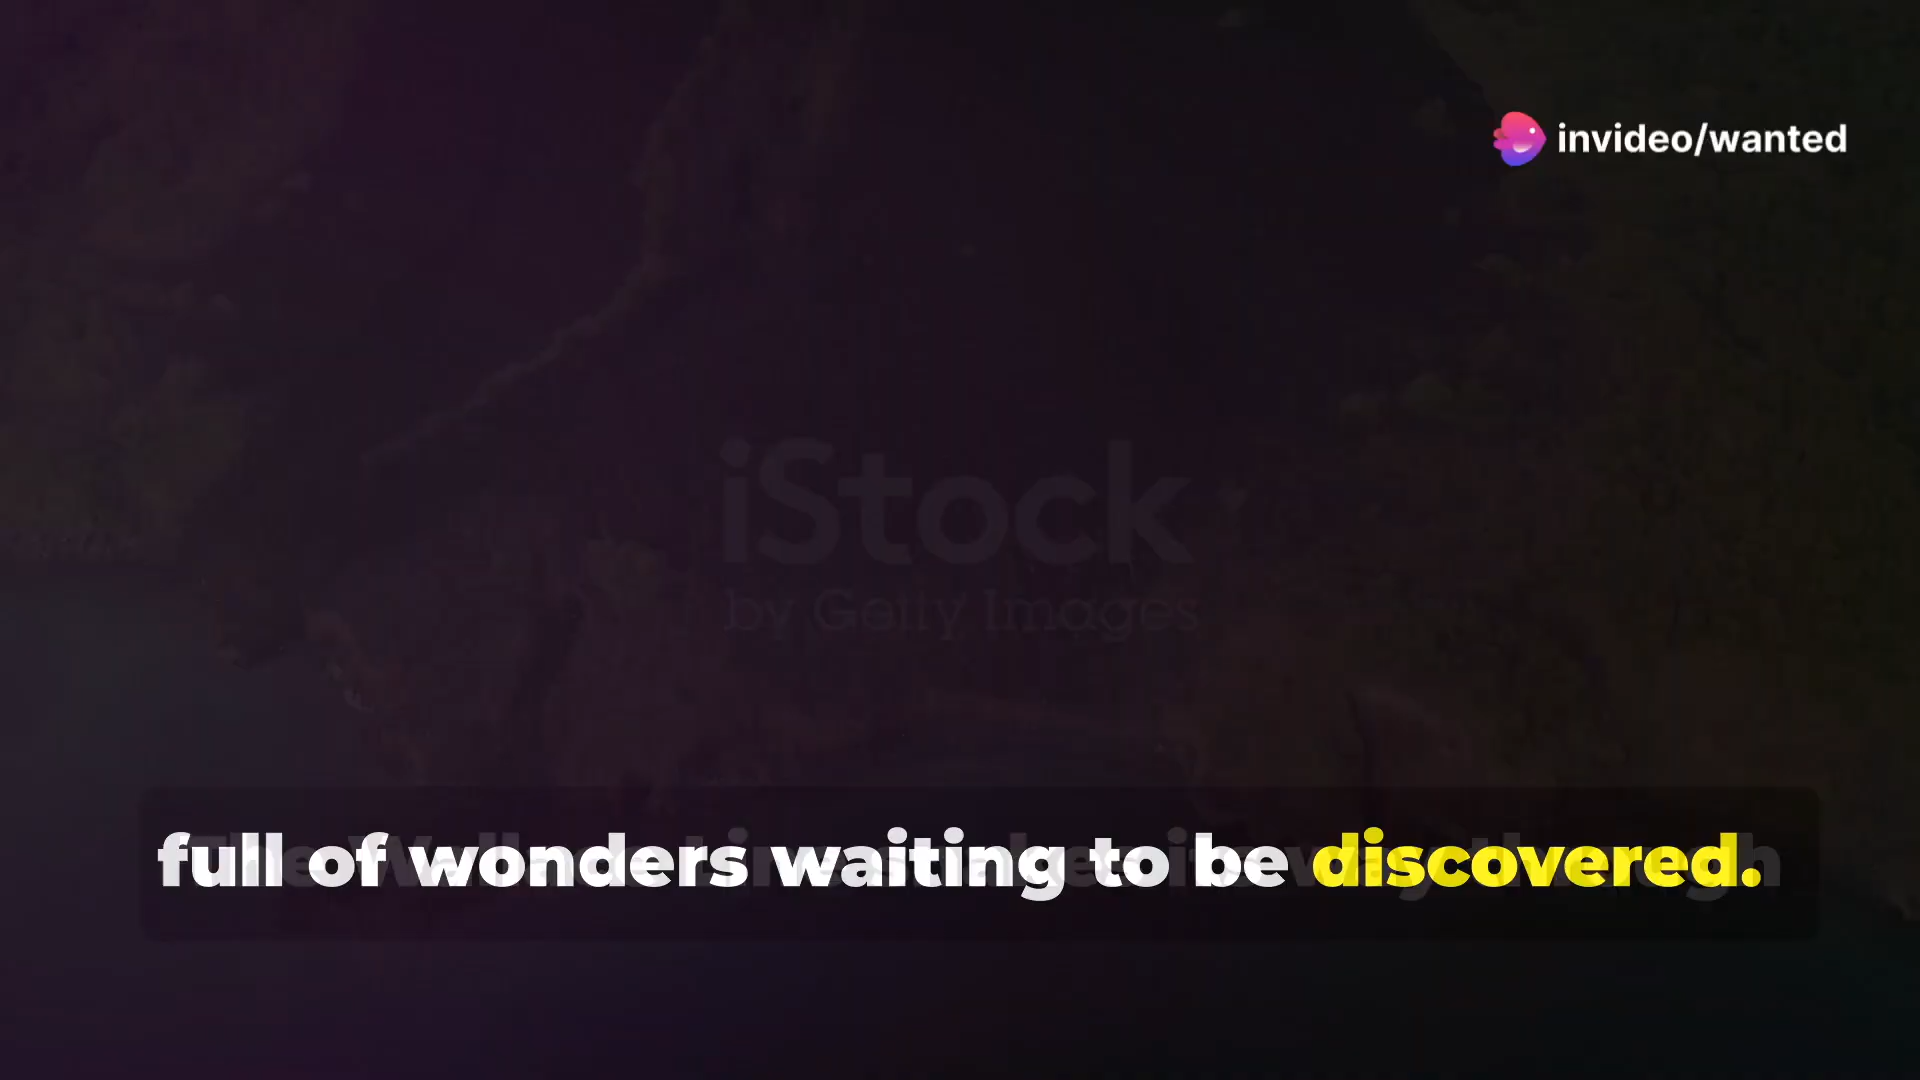 invideo/wanted
iStock
by Getty Images
full of wonders waiting to be discovered.